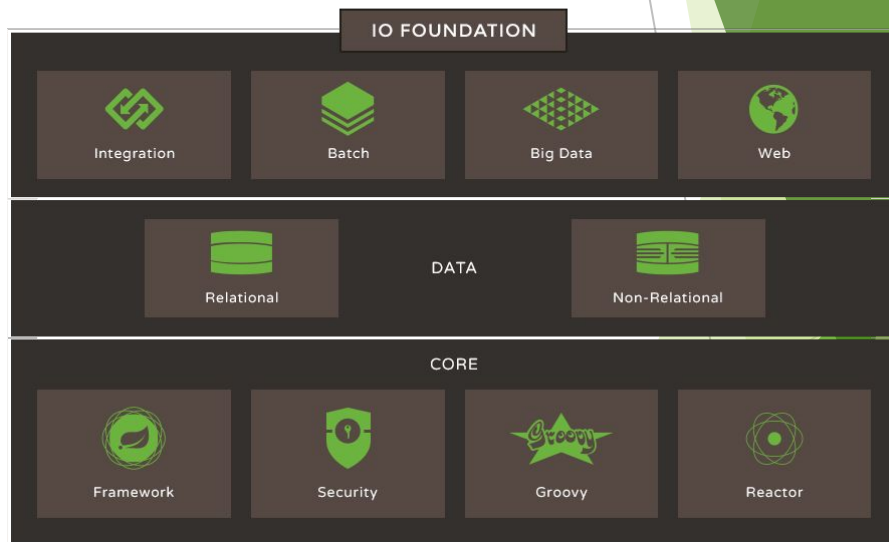 IO FOUNDATION
Integration
Batch
Big Data
Web
Relational
DATA
Non-Relational
CORE
Groovy
Framework
Security
Groovy
Reactor